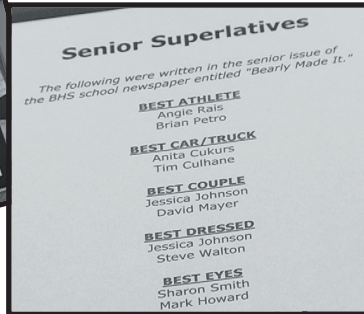 Senior Superlatives
The following were written in the senior issue of
the BHS school newspaper entitled "Bearly Made It."
BEST ATHLETE
Angie Rais
Brian Petro
BEST CAR/TRUCK
Anita Cukurs
Tim Culhane
BEST COUPLE
Jessica Johnson
David Mayer
BEST DRESSED
Jessica Johnson
Steve Walton
BEST EYES
Sharon Smith
Mark Howard